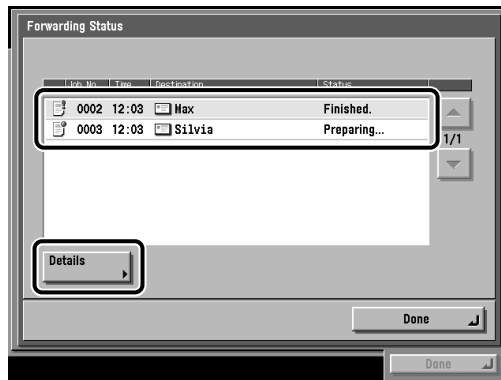 Forwarding Status
Job No. Time Destination Status
0002 12:03 Max Finished.
0003 12:03 Silvia Preparing...
1/1
Details
Done
Done